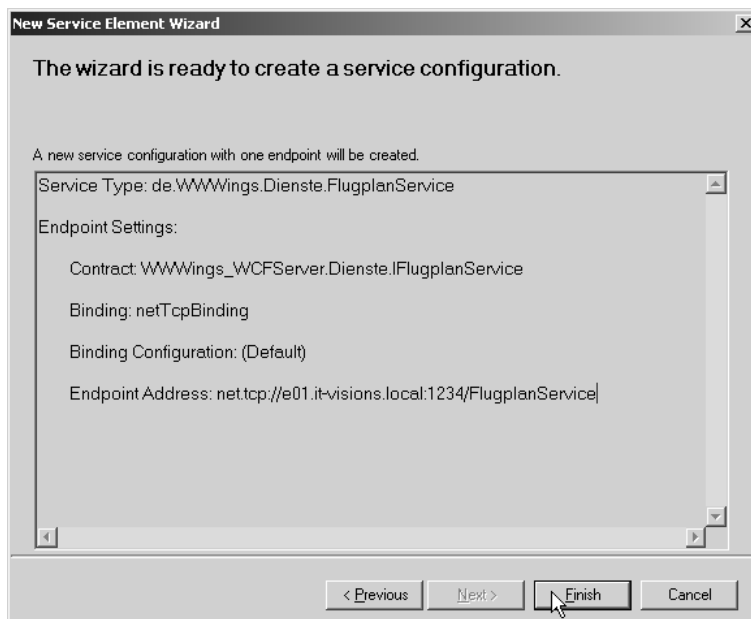 New Service Element Wizard
The wizard is ready to create a service configuration.
A new service configuration with one endpoint will be created.
Service Type: de.WWWings.Dienste.FlugplanService
Endpoint Settings:
Contract: WWWings_WCFServer.Dienste.IFlugplanService
Binding: netTcpBinding
Binding Configuration: (Default)
Endpoint Address: net.tcp://e01.it-visions.local:1234/FlugplanService
< Previous
Next >
Finish
Cancel